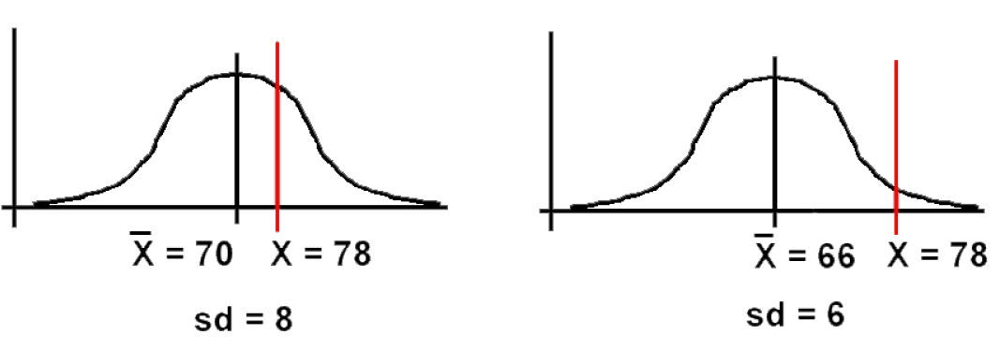 X̅ = 70 X = 78
sd = 8
X̅ = 66 X = 78
sd = 6